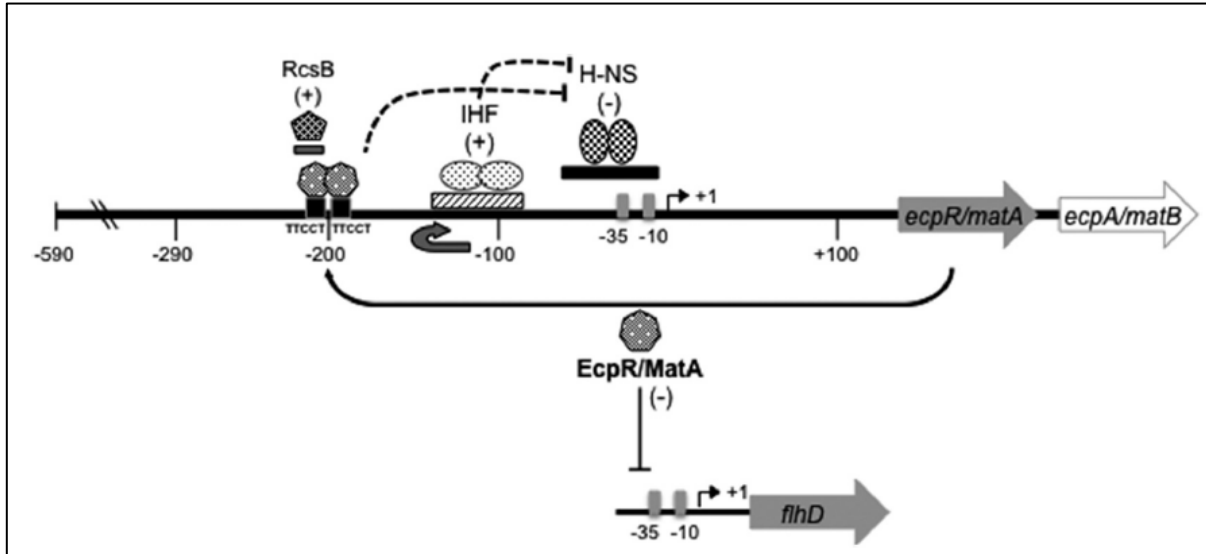 RcsB
(+)
IHF
(+)
H-NS
(-)
+1
ecpR/matA
ecpA/matB
TTCCT TTCCT
-35 -10
-590 -290 -200 -100 +100
EcpR/MatA
(-)
+1
flhD
-35 -10